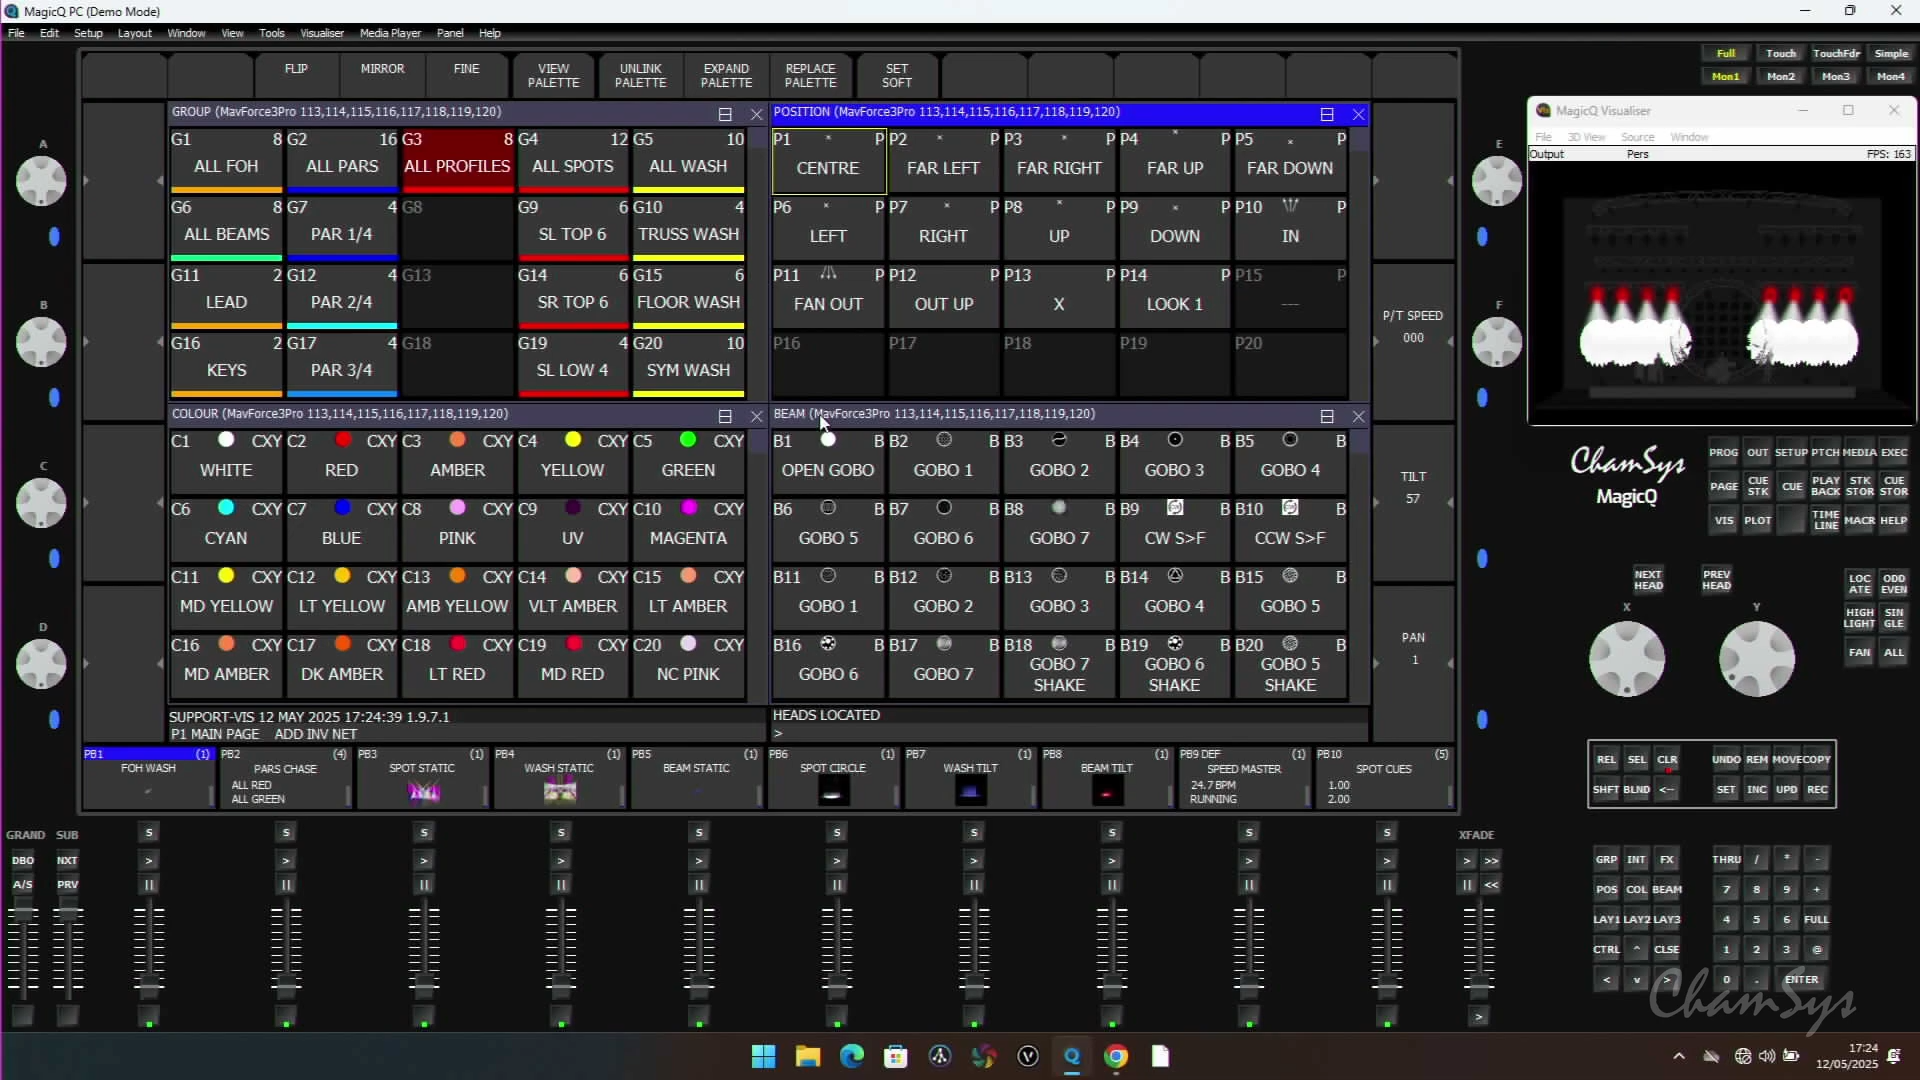 MagicQ PC (Demo Mode)
File Edit Setup Layout Window View Tools Visualiser Media Player Panel Help
Full Touch TouchFdr Simple
Mon1 Mon2 Mon3 Mon4
FLIP MIRROR FINE VIEW PALETTE UNLINK PALETTE EXPAND PALETTE REPLACE PALETTE SET SOFT
GROUP (MavForce3Pro 113,114,115,116,117,118,119,120)
G1 8 G2 16 G3 8 G4 12 G5 10
ALL FOH ALL PARS ALL PROFILES ALL SPOTS ALL WASH
G6 8 G7 4 G8 G9 6 G10 4
ALL BEAMS PAR 1/4 SL TOP 6 TRUSS WASH
G11 2 G12 4 G13 G14 6 G15 6
LEAD PAR 2/4 SR TOP 6 FLOOR WASH
G16 2 G17 4 G18 G19 4 G20 10
KEYS PAR 3/4 SL LOW 4 SYM WASH
POSITION (MavForce3Pro 113,114,115,116,117,118,119,120)
P1 P P2 P P3 P P4 P P5 P
CENTRE FAR LEFT FAR RIGHT FAR UP FAR DOWN
P6 P P7 P P8 P P9 P P10 P
LEFT RIGHT UP DOWN IN
P11 P P12 P P13 P P14 P P15 P
FAN OUT OUT UP X LOOK 1 ---
P16 P17 P18 P19 P20
COLOUR (MavForce3Pro 113,114,115,116,117,118,119,120)
C1 CXY C2 CXY C3 CXY C4 CXY C5 CXY
WHITE RED AMBER YELLOW GREEN
C6 CXY C7 CXY C8 CXY C9 CXY C10 CXY
CYAN BLUE PINK UV MAGENTA
C11 CXY C12 CXY C13 CXY C14 CXY C15 CXY
MD YELLOW LT YELLOW AMB YELLOW VLT AMBER LT AMBER
C16 CXY C17 CXY C18 CXY C19 CXY C20 CXY
MD AMBER DK AMBER LT RED MD RED NC PINK
BEAM (MavForce3Pro 113,114,115,116,117,118,119,120)
B1 B B2 B B3 B B4 B B5 B
OPEN GOBO GOBO 1 GOBO 2 GOBO 3 GOBO 4
B6 B B7 B B8 B B9 B B10 B
GOBO 5 GOBO 6 GOBO 7 CW S>F CCW S>F
B11 B B12 B B13 B B14 B B15 B
GOBO 1 GOBO 2 GOBO 3 GOBO 4 GOBO 5
B16 B B17 B B18 B B19 B B20 B
GOBO 6 GOBO 7 GOBO 7 SHAKE GOBO 6 SHAKE GOBO 5 SHAKE
P/T SPEED
000
TILT
57
PAN
1
SUPPORT-VIS 12 MAY 2025 17:24:39 1.9.7.1
P1 MAIN PAGE ADD INV NET
HEADS LOCATED
>
PB1 (1) PB2 (4) PB3 (1) PB4 (1) PB5 (1) PB6 (1) PB7 (1) PB8 (1) PB9 DEF (1) PB10 (5)
FOH WASH PARS CHASE SPOT STATIC WASH STATIC BEAM STATIC SPOT CIRCLE WASH TILT BEAM TILT SPEED MASTER SPOT CUES
ALL RED 24.7 BPM 1.00
ALL GREEN RUNNING 2.00
A
B
C
D
E
F
MagicQ Visualiser
File 3D View Source Window
Output Pers FPS: 163
ChamSys
MagicQ
PROG OUT SETUP PTCH MEDIA EXEC
PAGE CUE STK CUE PLAY BACK STK STOR CUE STOR
VIS PLOT TIME LINE MACR HELP
NEXT HEAD PREV HEAD
LOC ATE ODD EVEN
X Y
HIGH LIGHT SIN GLE
FAN ALL
REL SEL CLR UNDO REM MOVE COPY
SHFT BLND <-- SET INC UPD REC
GRAND SUB
DBO NXT
A/S PRV
S S S S S S S S S S
> > > > > > > > > >
XFADE
> >>
<<
>
GRP INT FX THRU / * -
POS COL BEAM 7 8 9 +
LAY1 LAY2 LAY3 4 5 6 FULL
CTRL ^ CLSE 1 2 3 @
< v > 0 . ENTER
ChamSys
17:24
12/05/2025